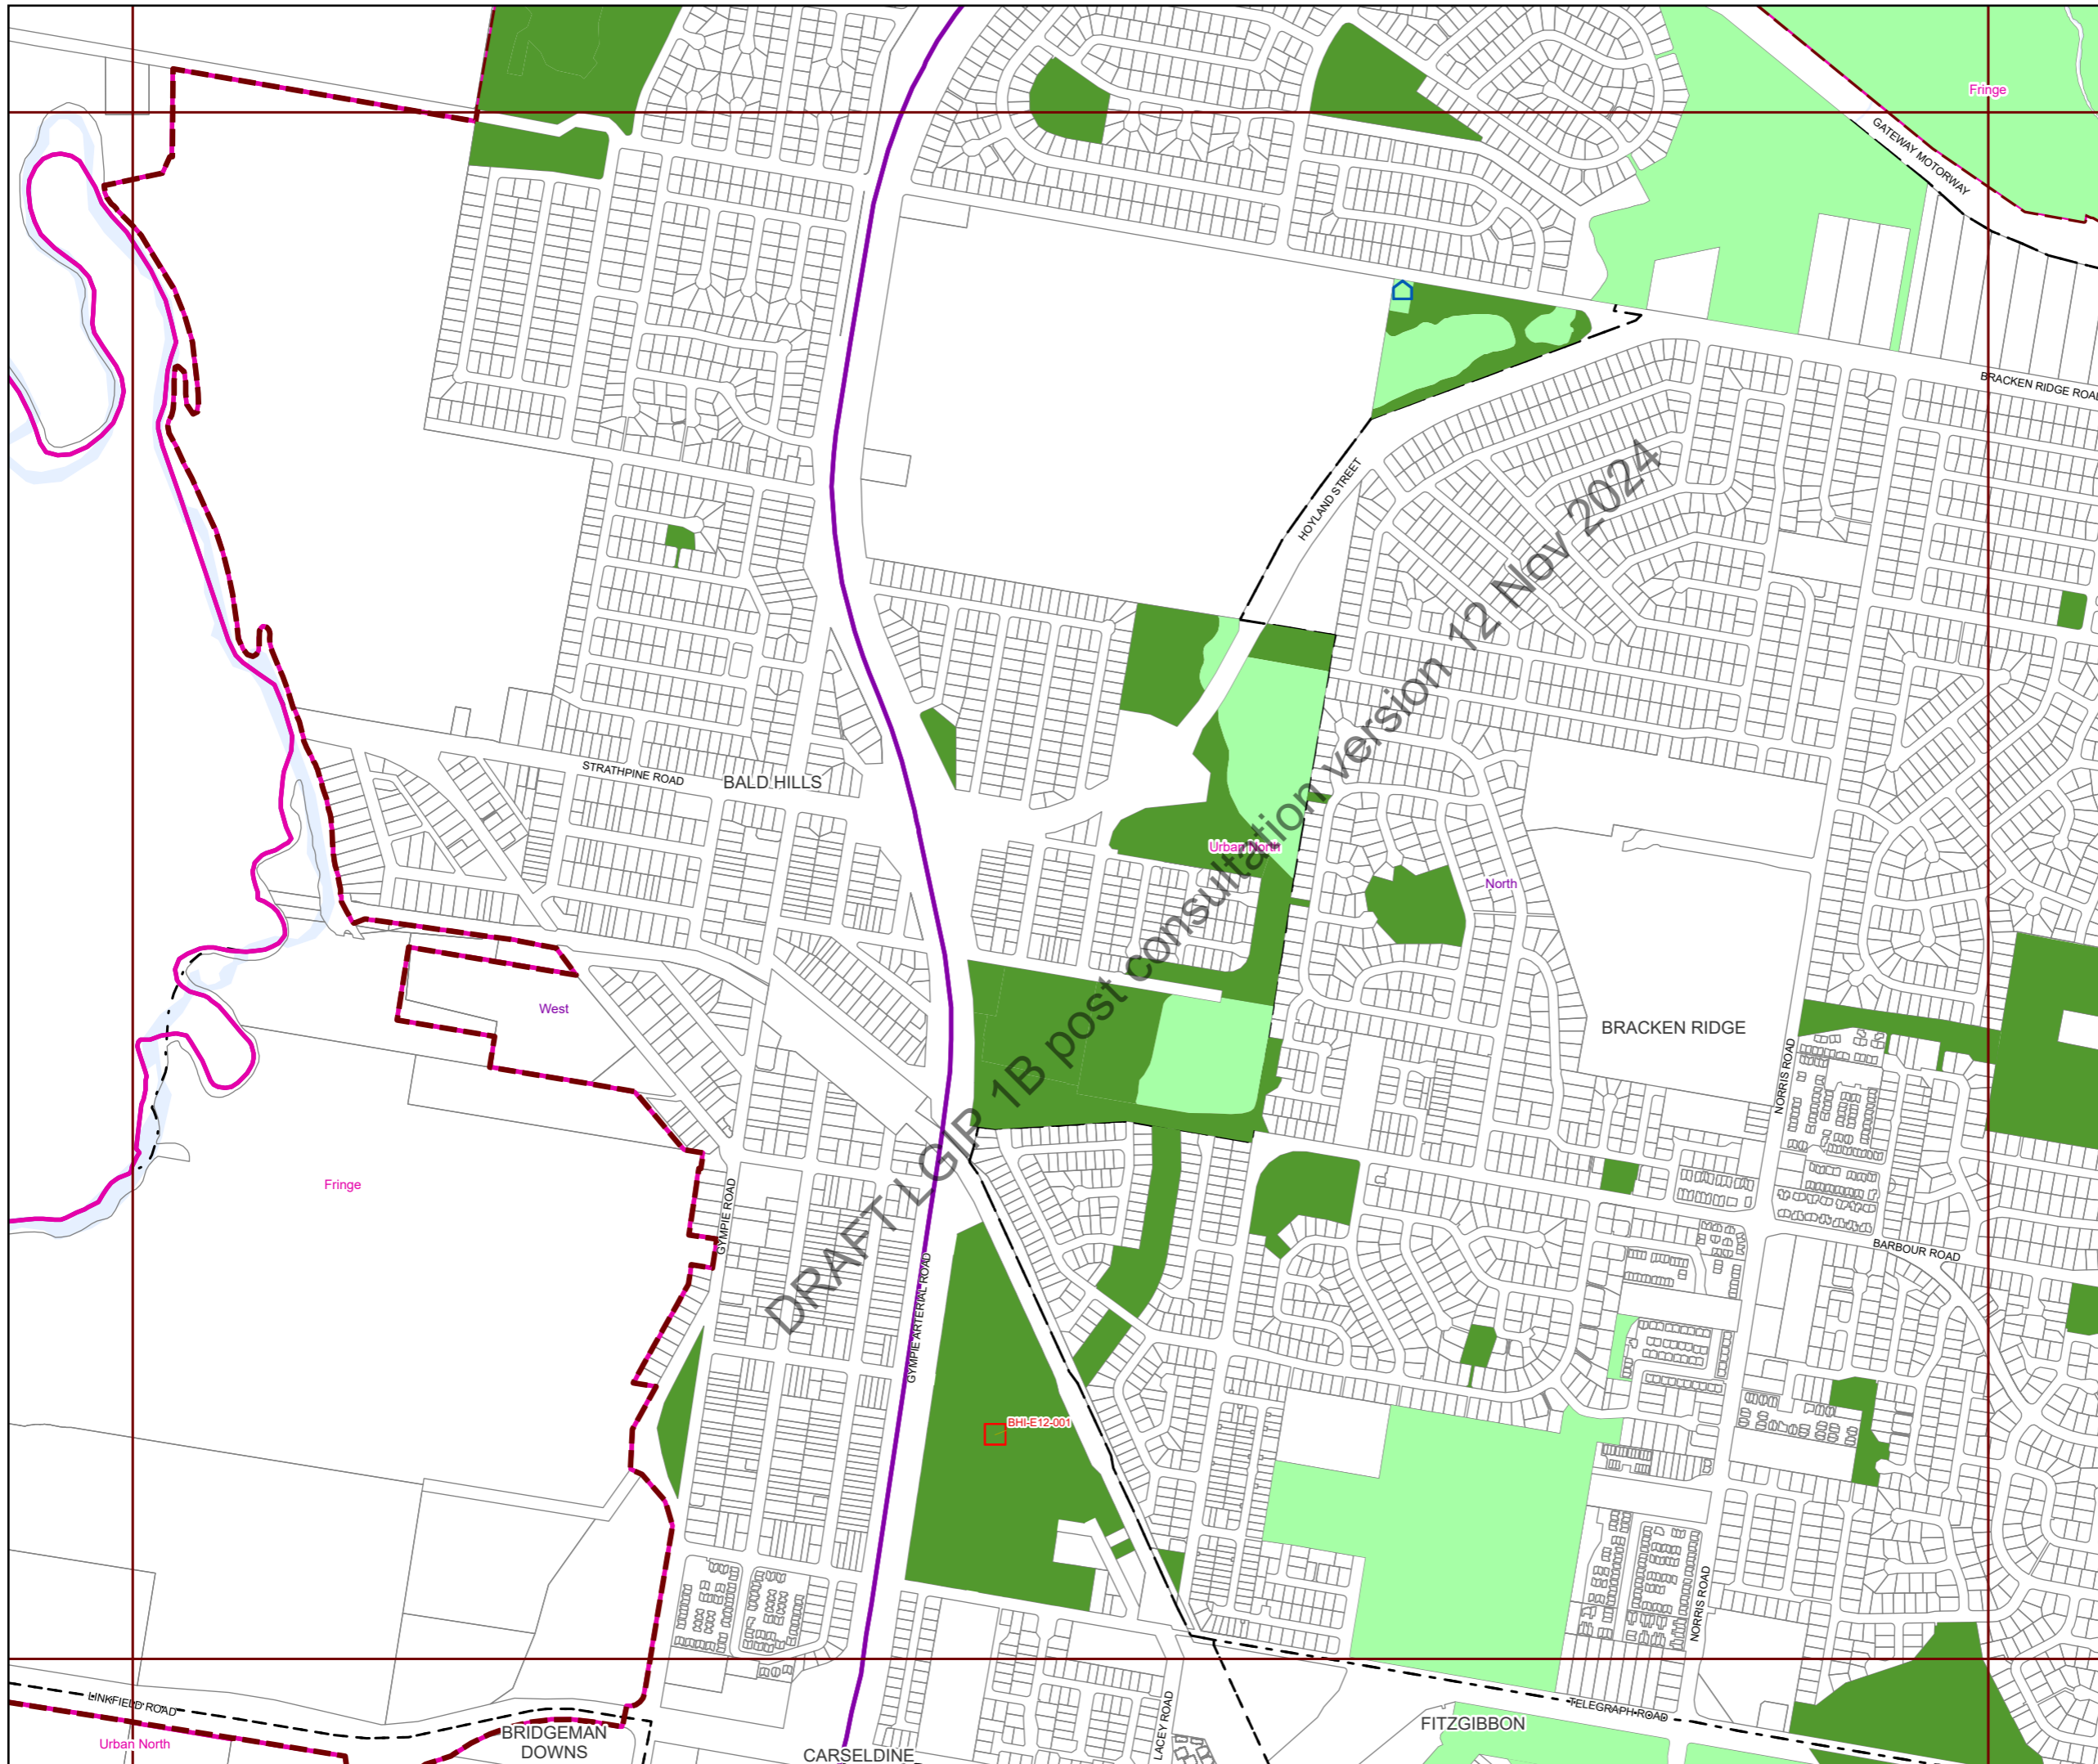 Fringe
GATEWAY MOTORWAY
BRACKEN RIDGE ROAD
HOYLAND STREET
STRATHPINE ROAD
BALD HILLS
Urban North
North
West
BRACKEN RIDGE
NORRIS ROAD
DRAFT LGIP 1B post consultation version 12 Nov 2024
Fringe
GYMPIE ROAD
GYMPIE ARTERIAL ROAD
BARBOUR ROAD
BHI-E12-001
NORRIS ROAD
LINKFIELD ROAD
Urban North
BRIDGEMAN
DOWNS
CARSELDINE
LACEY ROAD
FITZGIBBON
TELEGRAPH ROAD